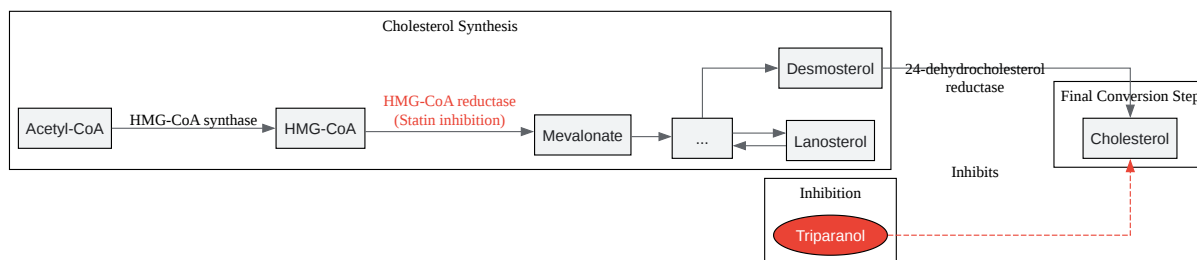 Cholesterol Synthesis
Desmosterol
24-dehydrocholesterol
reductase
Final Conversion Step
Acetyl-CoA
HMG-CoA synthase
HMG-CoA
HMG-CoA reductase
(Statin inhibition)
Mevalonate
...
Lanosterol
Cholesterol
Inhibits
Inhibition
Triparanol